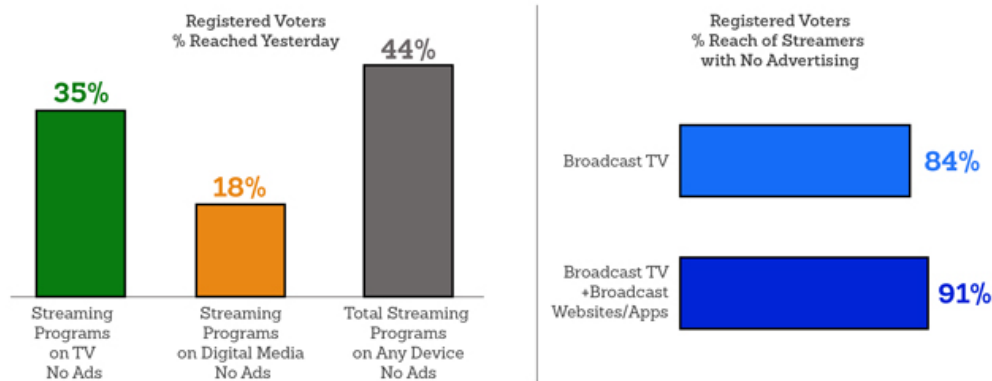 Registered Voters
% Reached Yesterday
35%
18%
44%
Streaming
Programs
on TV
No Ads
Streaming
Programs
on Digital Media
No Ads
Total Streaming
Programs
on Any Device
No Ads
Registered Voters
% Reach of Streamers
with No Advertising
Broadcast TV
84%
Broadcast TV
+Broadcast
Websites/Apps
91%